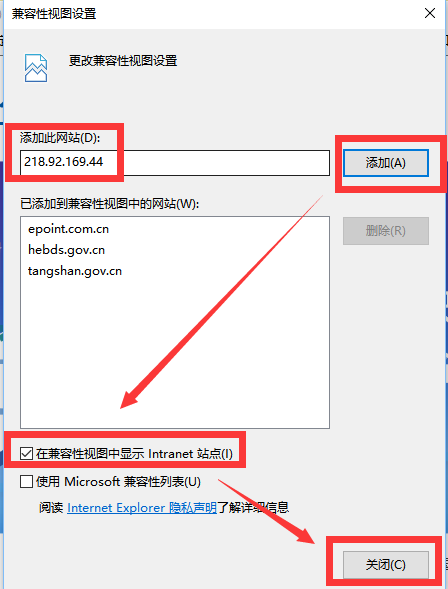 兼容性视图设置
更改兼容性视图设置
添加此网站(D):
218.92.169.44
添加(A)
已添加到兼容性视图中的网站(W):
epoint.com.cn
删除(R)
hebds.gov.cn
tangshan.gov.cn
在兼容性视图中显示 Intranet 站点(I)
使用 Microsoft 兼容性列表(U)
阅读 Internet Explorer 隐私声明了解详细信息
关闭(C)